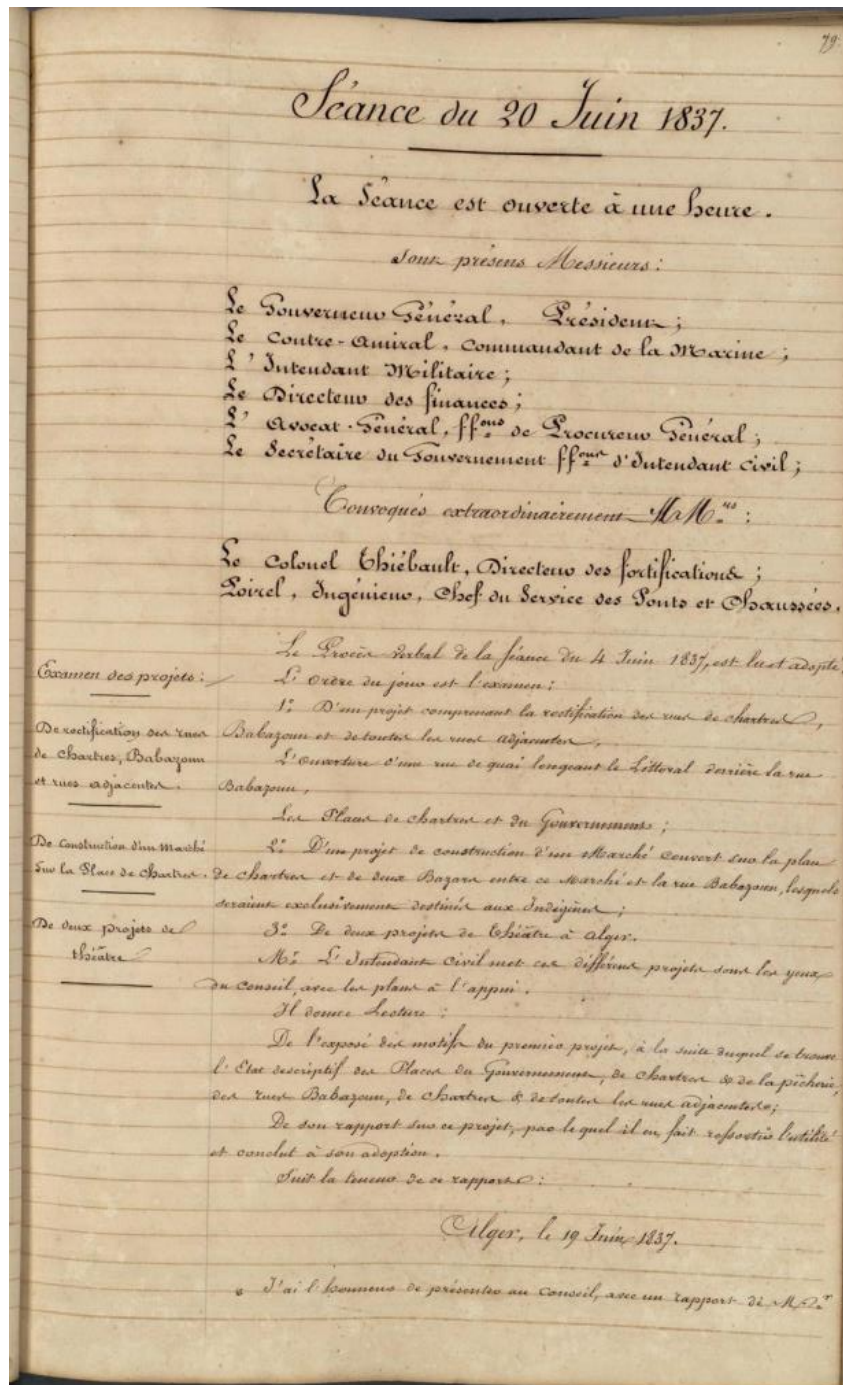 79.
Séance du 20 Juin 1837.
La Séance est ouverte à une heure.
Sont présens Messieurs :
Le Gouverneur Général, Président ;
Le Contre-Amiral, Commandant de la Marine ;
L'Intendant Militaire ;
Le Directeur des finances ;
L'Avocat-Général, ff.ons de Procureur Général ;
Le Secrétaire du Gouvernement ff.ons d'Intendant civil ;
Convoqués extraordinairement M.M.rs :
Le Colonel Thiébault, Directeur des fortifications ;
Poirel, Ingénieur, Chef du Service des Ponts et Chaussées.
Le Procès verbal de la séance du 4 Juin 1837, est lu et adopté.
Examen des projets :
L'ordre du jour est l'examen :
1.º D'un projet comprenant la rectification des rues de chartres,
De rectification des rues
de Chartres, Babazoun
et rues adjacentes.
Babazoun et de toutes les rues adjacentes,
L'ouverture d'une rue de quai longeant le Littoral derrière la rue
Babazoun,
Les Places de chartres et du Gouvernement ;
De construction d'un marché
sur la Place de Chartres.
2.º D'un projet de construction d'un Marché couvert sur la place
de chartres et de deux Bazars entre ce Marché et la rue Babazoun, lesquels
seraient exclusivement destinés aux Indigènes ;
De deux projets de
théâtre
3.º De deux projets de théâtre à Alger.
M.r L'Intendant Civil met ces différens projets sous les yeux
du conseil, avec les plans à l'appui.
Il donne Lecture :
De l'exposé des motifs du premier projet, à la suite duquel se trouve
l'Etat descriptif des Places du Gouvernement, de Chartres & de la pêcherie,
des rues Babazoun, de Chartres & de toutes les rues adjacentes ;
De son rapport sur ce projet, par lequel il en fait ressortir l'utilité
et conclut à son adoption.
Suit la teneur de ce rapport :
Alger, le 19 Juin 1837.
« J'ai l'honneur de présenter au Conseil, avec un rapport de M.r